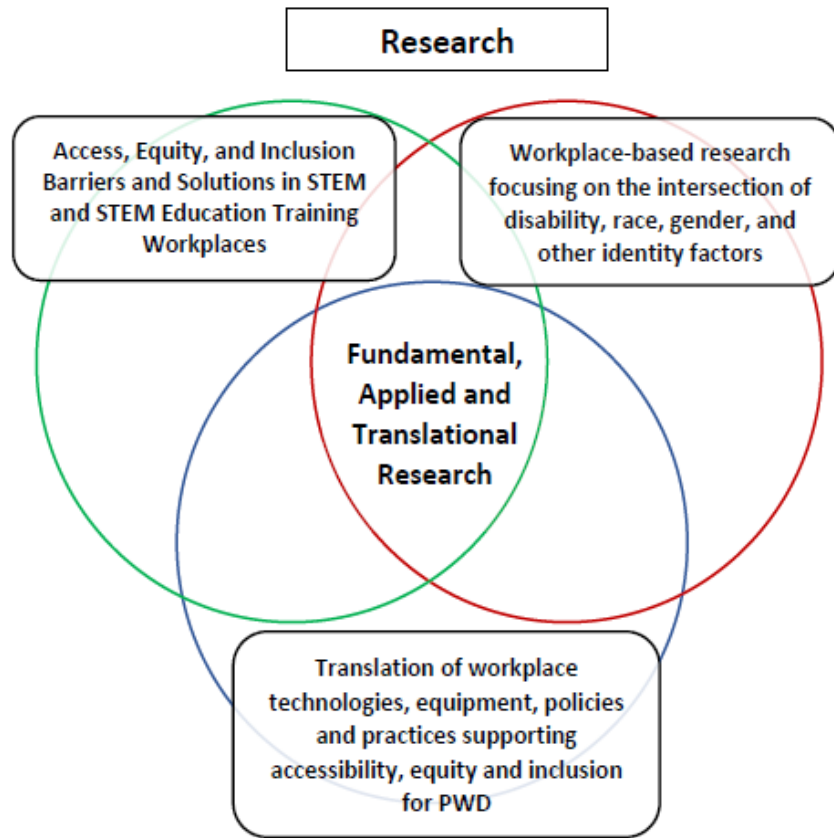 Research
Access, Equity, and Inclusion
Barriers and Solutions in STEM
and STEM Education Training
Workplaces
Workplace-based research
focusing on the intersection of
disability, race, gender, and
other identity factors
Fundamental,
Applied and
Translational
Research
Translation of workplace
technologies, equipment, policies
and practices supporting
accessibility, equity and inclusion
for PWD